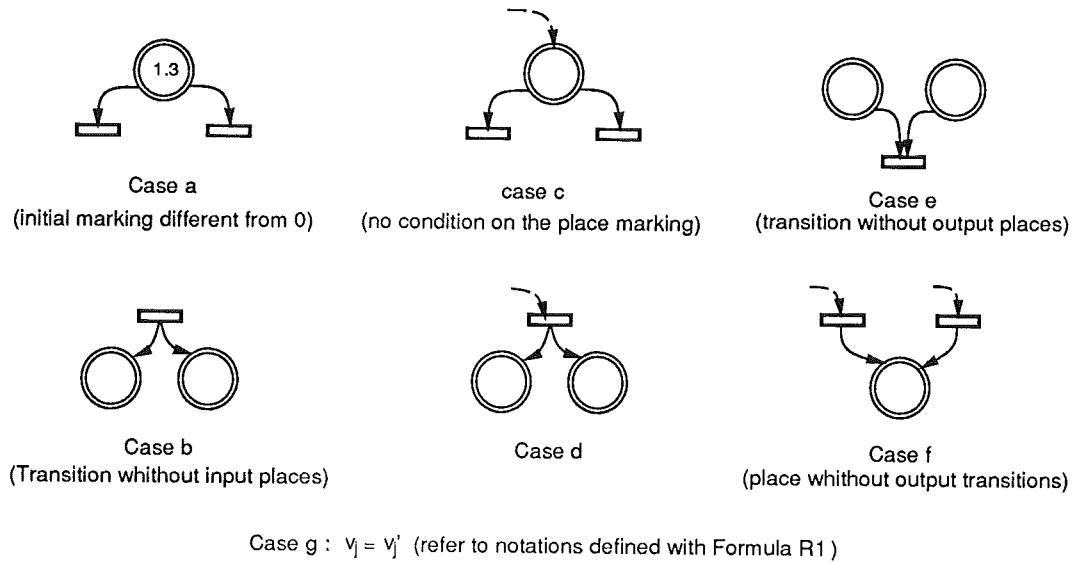 1.3
Case a
(initial marking different from 0)
case c
(no condition on the place marking)
Case e
(transition without output places)
Case b
(Transition whithout input places)
Case d
Case f
(place whithout output transitions)
Case g : vj = vj' (refer to notations defined with Formula R1)